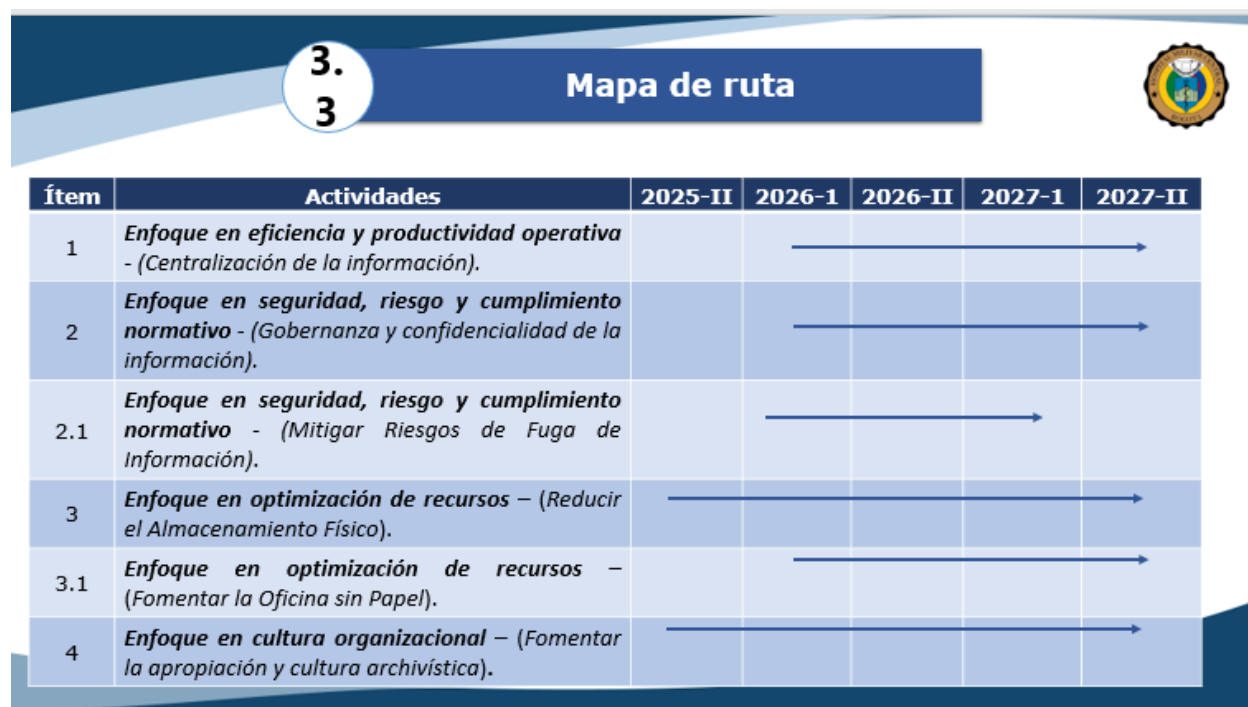 3.
3
Mapa de ruta
Ítem Actividades 2025-II 2026-1 2026-II 2027-1 2027-II
1 Enfoque en eficiencia y productividad operativa
- (Centralización de la información).
Enfoque en seguridad, riesgo y cumplimiento
2 normativo - (Gobernanza y confidencialidad de la
información).
Enfoque en seguridad, riesgo y cumplimiento
2.1 normativo - (Mitigar Riesgos de Fuga de
Información).
3 Enfoque en optimización de recursos – (Reducir
el Almacenamiento Físico).
3.1 Enfoque en optimización de recursos –
(Fomentar la Oficina sin Papel).
4 Enfoque en cultura organizacional – (Fomentar
la apropiación y cultura archivística).